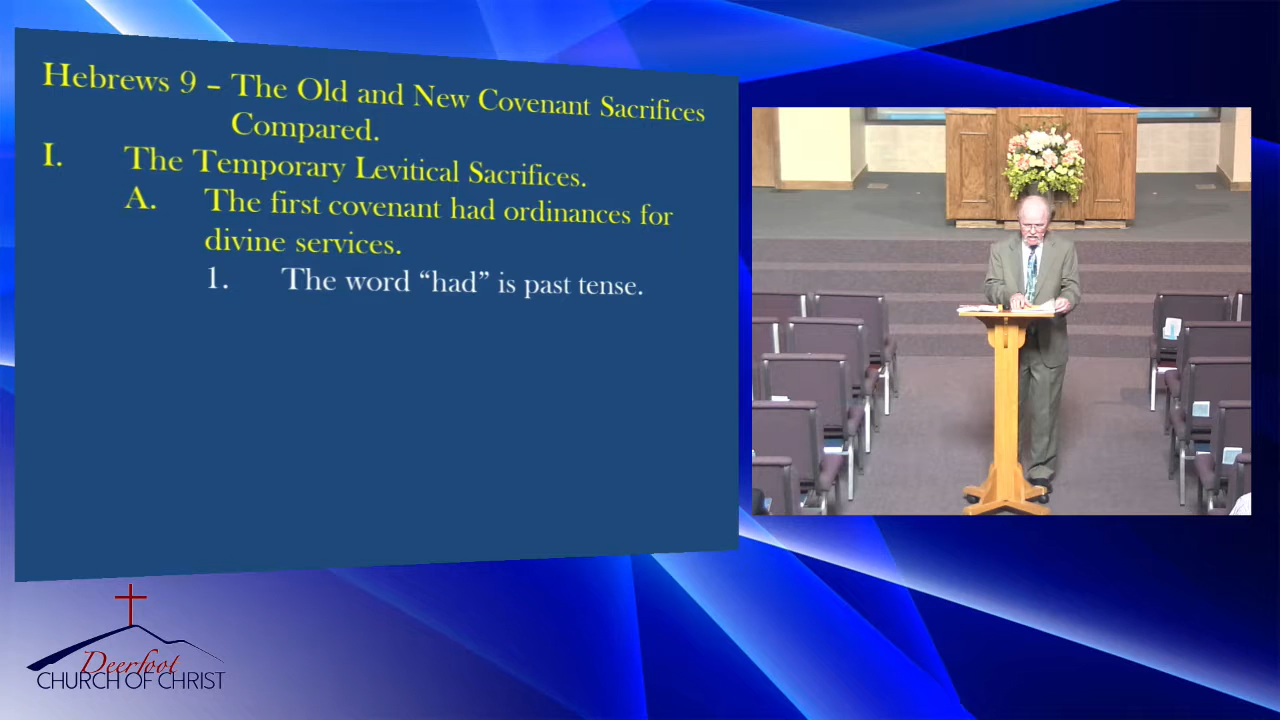 Hebrews 9 – The Old and New Covenant Sacrifices
Compared.
I. The Temporary Levitical Sacrifices.
A. The first covenant had ordinances for
divine services.
1. The word “had” is past tense.
Deerfoot
CHURCH OF CHRIST